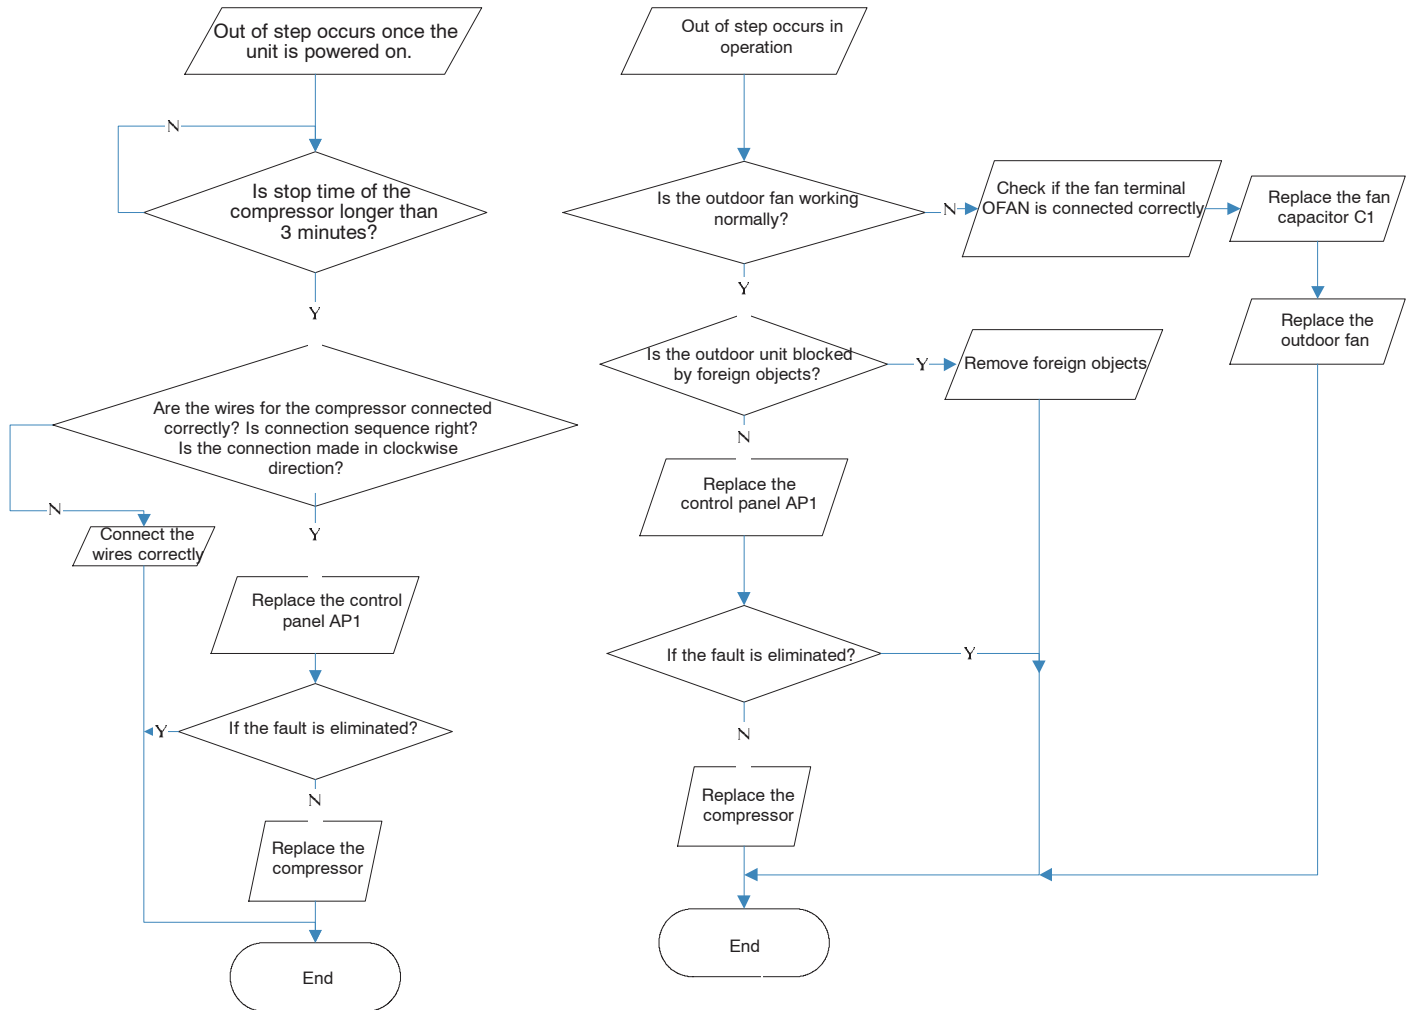 Out of step occurs once the
unit is powered on.
N
Is stop time of the
compressor longer than
3 minutes?
Y
Are the wires for the compressor connected
correctly? Is connection sequence right?
Is the connection made in clockwise
direction?
N
Connect the
wires correctly
Y
Replace the control
panel AP1
If the fault is eliminated?
Y
N
Replace the
compressor
End
Out of step occurs in
operation
Is the outdoor fan working
normally?
N
Check if the fan terminal
OFAN is connected correctly
Replace the fan
capacitor C1
Replace the
outdoor fan
Y
Is the outdoor unit blocked
by foreign objects?
Y
Remove foreign objects
N
Replace the
control panel AP1
If the fault is eliminated?
Y
N
Replace the
compressor
End